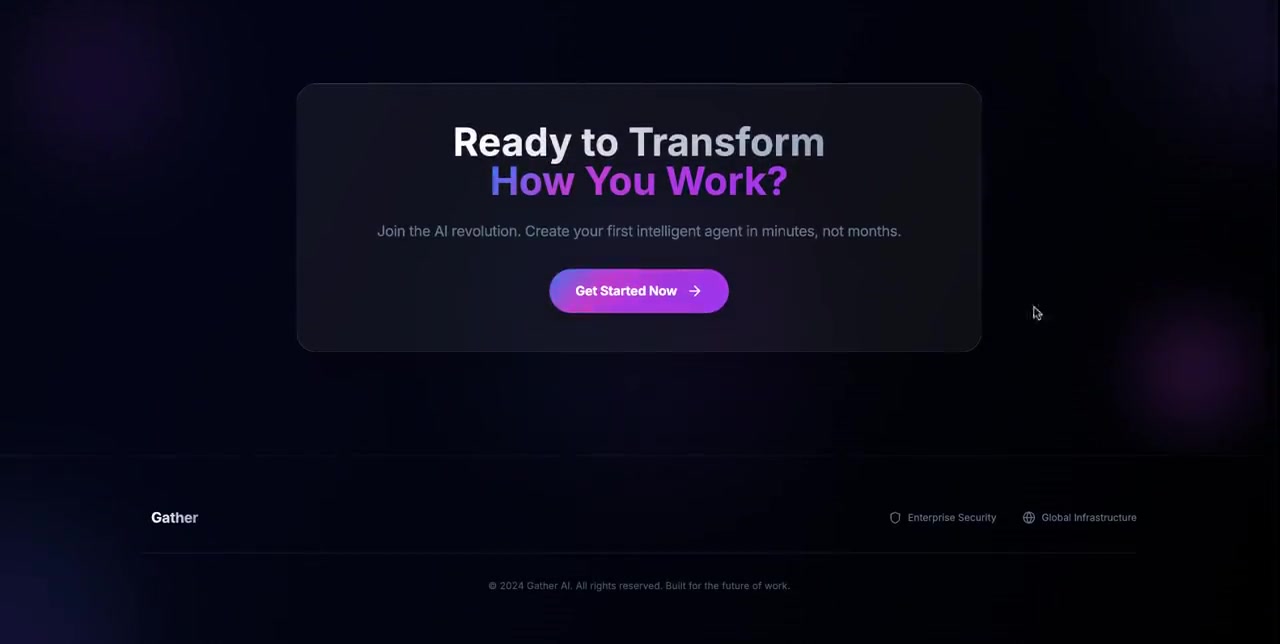 Ready to Transform
How You Work?
Join the AI revolution. Create your first intelligent agent in minutes, not months.
Get Started Now
Gather
Enterprise Security
Global Infrastructure
© 2024 Gather AI. All rights reserved. Built for the future of work.